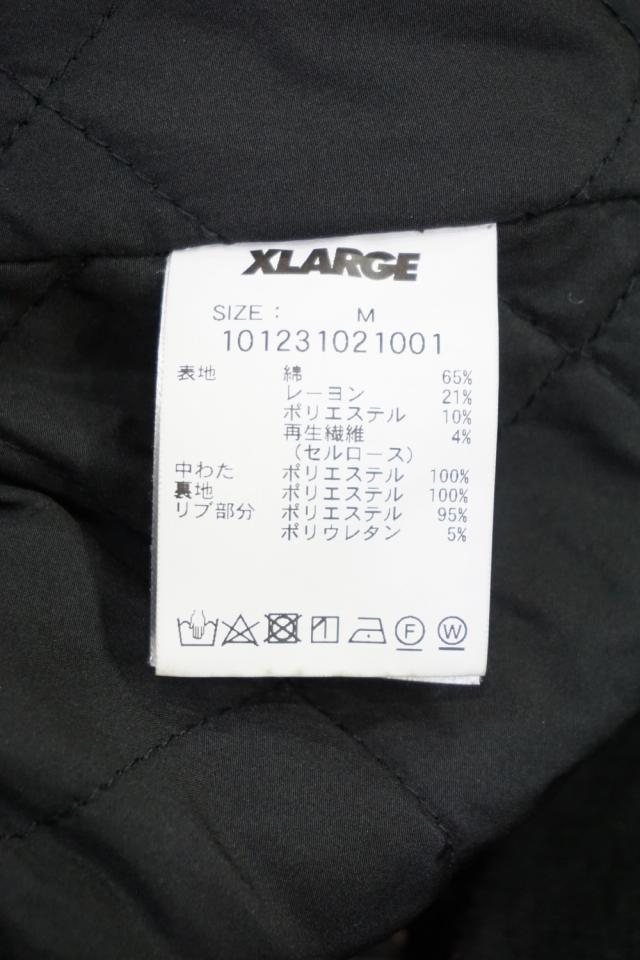 XLARGE
SIZE : M
101231021001
表地 綿 65%
レーヨン 21%
ポリエステル 10%
再生繊維 4%
(セルロース)
中わた ポリエステル 100%
裏地 ポリエステル 100%
リブ部分 ポリエステル 95%
ポリウレタン 5%
F W